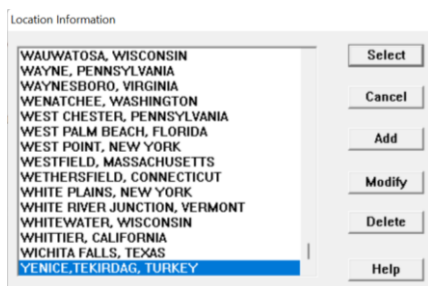 Location Information
WAUWATOSA, WISCONSIN
WAYNE, PENNSYLVANIA
WAYNESBORO, VIRGINIA
WENATCHEE, WASHINGTON
WEST CHESTER, PENNSYLVANIA
WEST PALM BEACH, FLORIDA
WEST POINT, NEW YORK
WESTFIELD, MASSACHUSETTS
WETHERSFIELD, CONNECTICUT
WHITE PLAINS, NEW YORK
WHITE RIVER JUNCTION, VERMONT
WHITEWATER, WISCONSIN
WHITTIER, CALIFORNIA
WICHITA FALLS, TEXAS
YENICE,TEKIRDAG, TURKEY
Select
Cancel
Add
Modify
Delete
Help